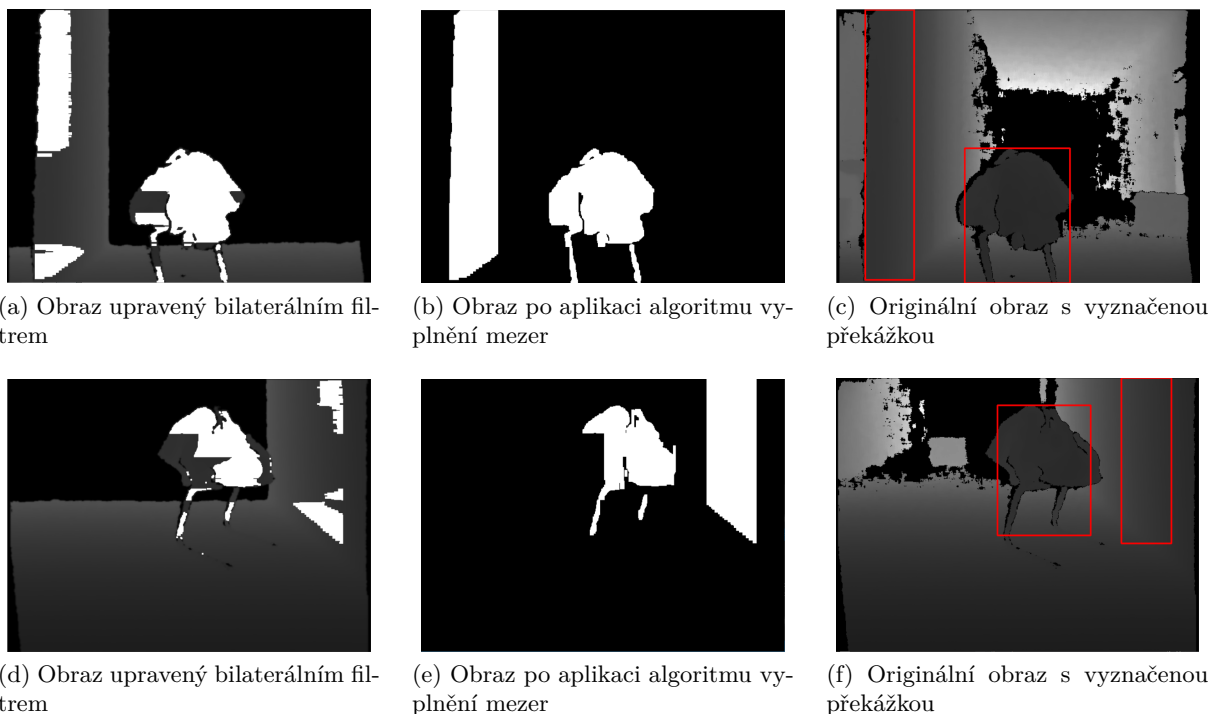 (a) Obraz upravený bilaterálním fil-
trem
(b) Obraz po aplikaci algoritmu vy-
plnění mezer
(c) Originální obraz s vyznačenou
překážkou
(d) Obraz upravený bilaterálním fil-
trem
(e) Obraz po aplikaci algoritmu vy-
plnění mezer
(f) Originální obraz s vyznačenou
překážkou